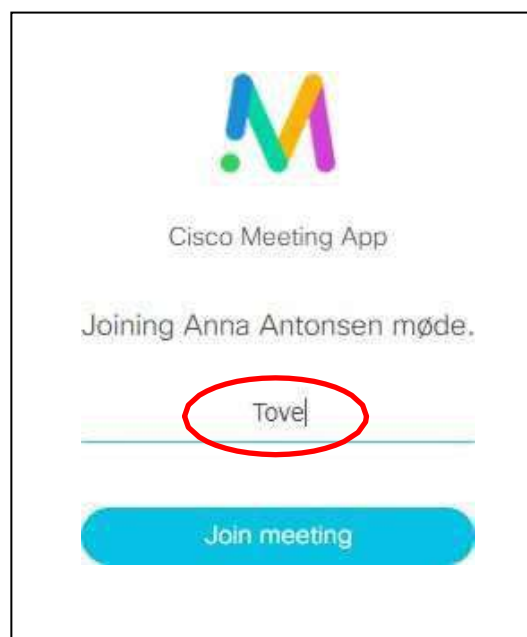 Cisco Meeting App
Joining Anna Antonsen møde.
Tove
Join meeting